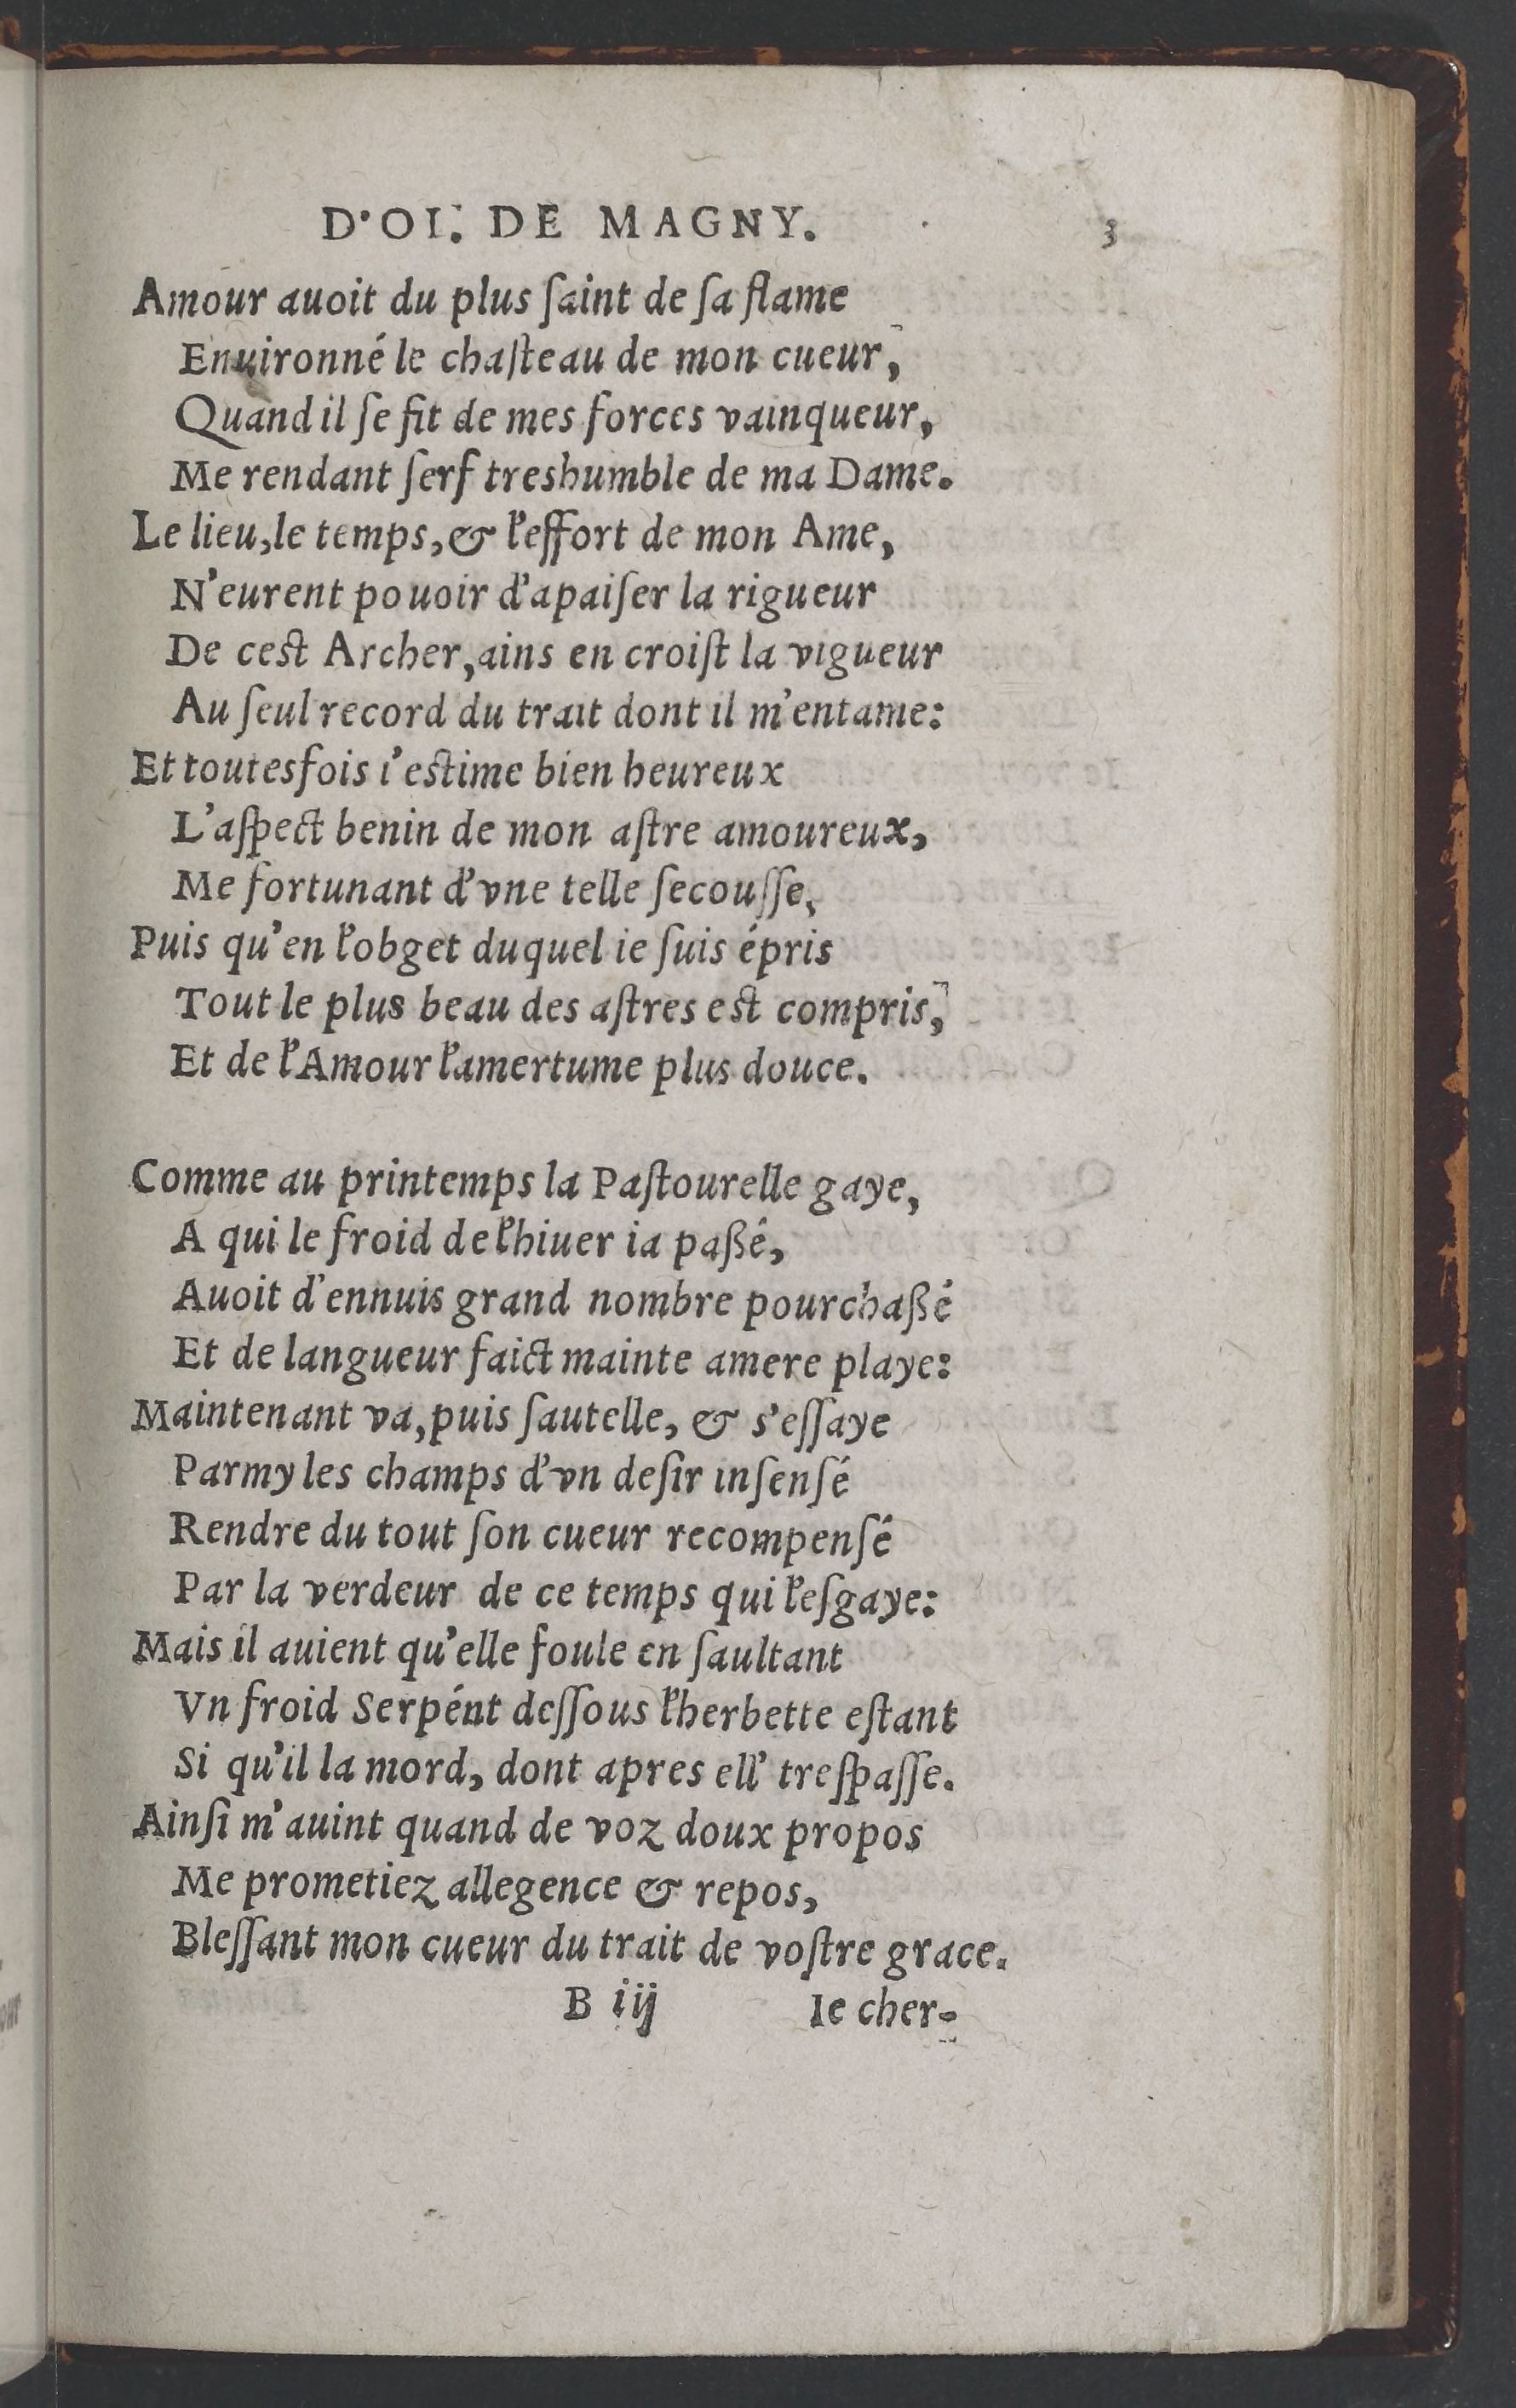 D'OI. DE MAGNY. 3
Amour auoit du plus ſaint de ſa flame
Enuironné le chaſteau de mon cueur,
Quand il ſe fit de mes forces vainqueur,
Me rendant ſerf treshumble de ma Dame.
Le lieu, le temps, & l'effort de mon Ame,
N'eurent pouoir d'apaiſer la rigueur
De ceſt Archer, ains en croiſt la vigueur
Au ſeul record du trait dont il m'entame:
Et toutesfois i'eſtime bien heureux
L'aſpect benin de mon aſtre amoureux,
Me fortunant d'vne telle ſecouſſe,
Puis qu'en l'obget duquel ie ſuis épris
Tout le plus beau des aſtres eſt compris,
Et de l'Amour l'amertume plus douce.
Comme au printemps la Paſtourelle gaye,
A qui le froid de l'hiuer ia paßé,
Auoit d'ennuis grand nombre pourchaßé
Et de langueur faict mainte amere playe:
Maintenant va, puis ſautelle, & s'eſſaye
Parmy les champs d'vn deſir inſenſé
Rendre du tout ſon cueur recompenſé
Par la verdeur de ce temps qui l'eſgaye:
Mais il auient qu'elle foule en ſaultant
Vn froid Serpént deſſous l'herbette eſtant
Si qu'il la mord, dont apres ell' treſpaſſe.
Ainſi m'auint quand de voz doux propos
Me prometiez allegence & repos,
Bleſſant mon cueur du trait de voſtre grace.
B iij Ie cher-